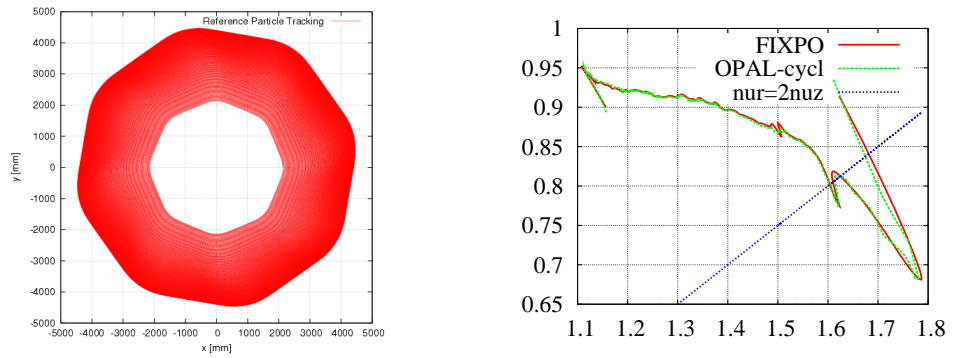 5000
4000
3000
2000
1000
0
-1000
-2000
-3000
-4000
-5000
Reference Particle Tracking
y [mm]
-5000 -4000 -3000 -2000 -1000 0 1000 2000 3000 4000 5000
x [mm]
1
0.95
0.9
0.85
0.8
0.75
0.7
0.65
FIXPO
OPAL-cycl
nur=2nuz
1.1 1.2 1.3 1.4 1.5 1.6 1.7 1.8